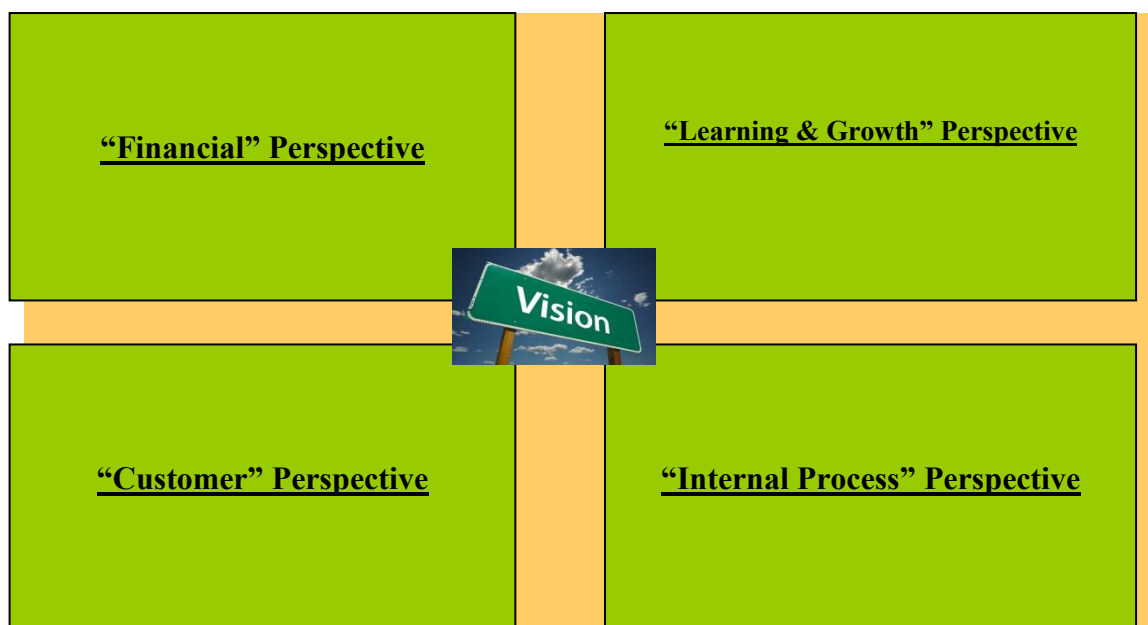 “Financial” Perspective
“Learning & Growth” Perspective
Vision
“Customer” Perspective
“Internal Process” Perspective